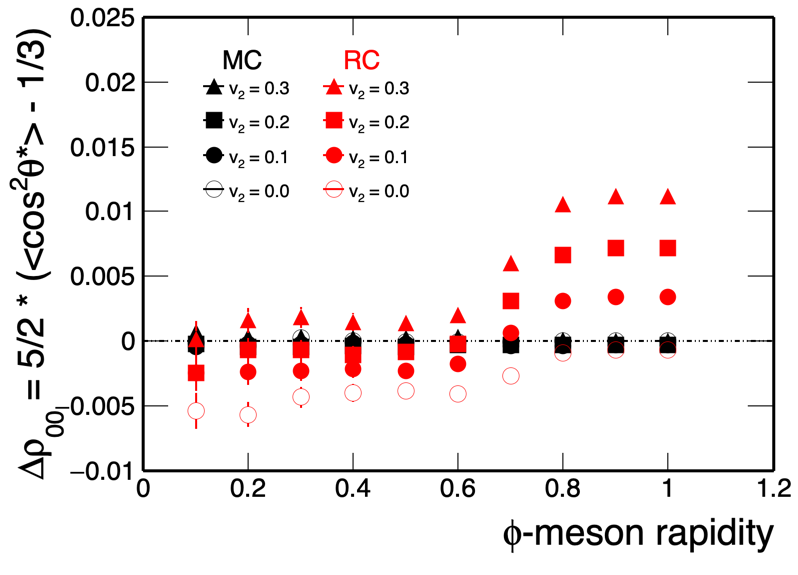 Δρ00 = 5/2 * (<cos²θ*> - 1/3)
0.025
0.02
0.015
0.01
0.005
0
−0.005
−0.01
MC RC
v₂ = 0.3 v₂ = 0.3
v₂ = 0.2 v₂ = 0.2
v₂ = 0.1 v₂ = 0.1
v₂ = 0.0 v₂ = 0.0
0 0.2 0.4 0.6 0.8 1 1.2
ϕ-meson rapidity